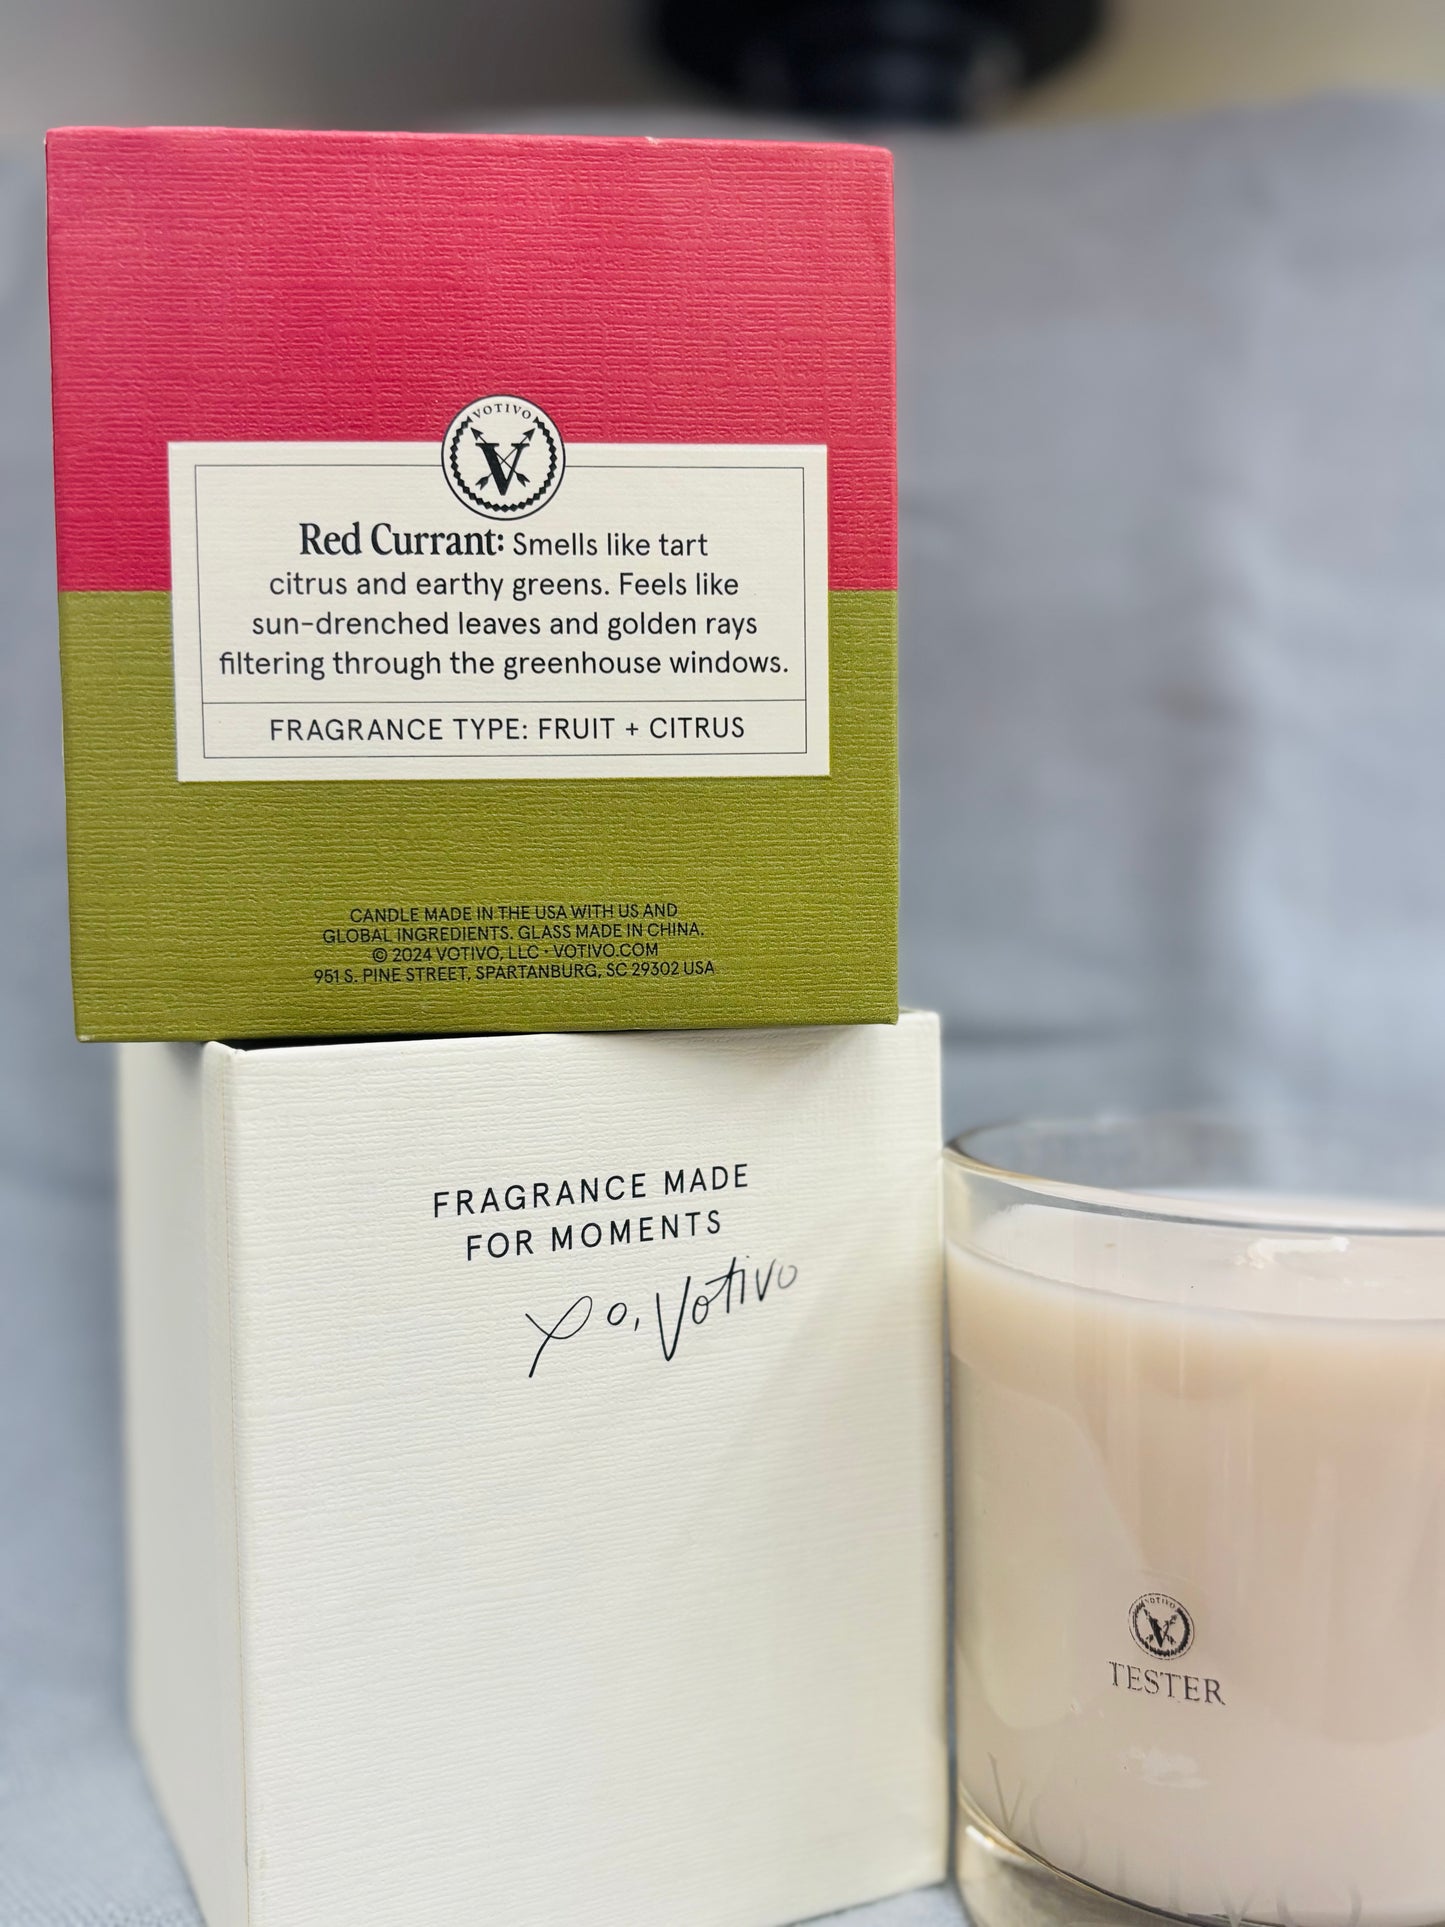 VOTIVO
V
Red Currant: Smells like tart
citrus and earthy greens. Feels like
sun-drenched leaves and golden rays
filtering through the greenhouse windows.
FRAGRANCE TYPE: FRUIT + CITRUS
CANDLE MADE IN THE USA WITH US AND
GLOBAL INGREDIENTS. GLASS MADE IN CHINA.
© 2024 VOTIVO, LLC · VOTIVO.COM
951 S. PINE STREET, SPARTANBURG, SC 29302 USA
FRAGRANCE MADE
FOR MOMENTS
Xo, Votivo
VOTIVO
V
TESTER
VOTIVO